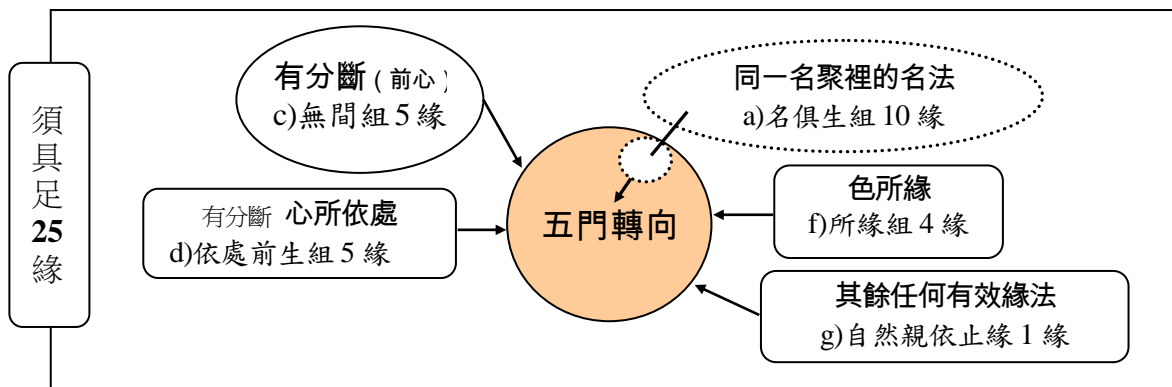 須具足25緣
有分斷（前心）
c)無間組 5 緣
同一名聚裡的名法
a)名俱生組 10 緣
有分斷 心所依處
d)依處前生組 5 緣
五門轉向
色所緣
f)所緣組 4 緣
其餘任何有效緣法
g)自然親依止緣 1 緣